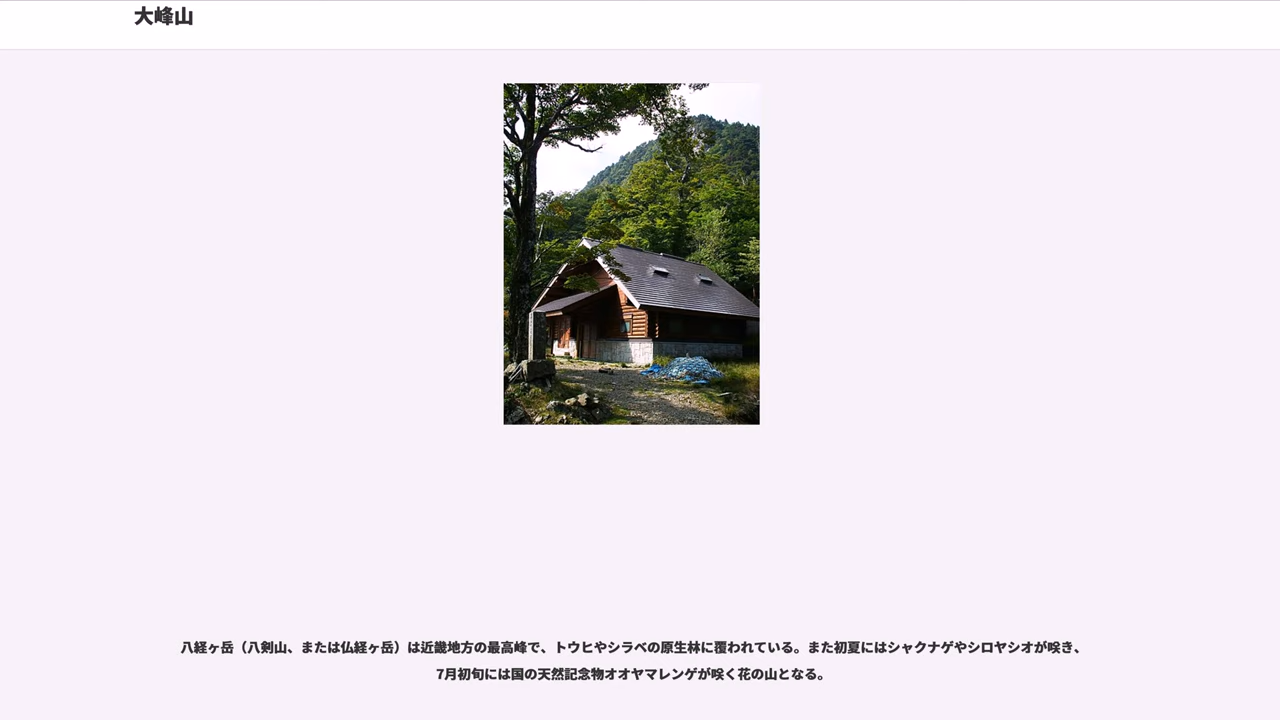 大峰山
八経ヶ岳（八剣山、または仏経ヶ岳）は近畿地方の最高峰で、トウヒやシラベの原生林に覆われている。また初夏にはシャクナゲやシロヤシオが咲き、
7月初旬には国の天然記念物オオヤマレンゲが咲く花の山となる。